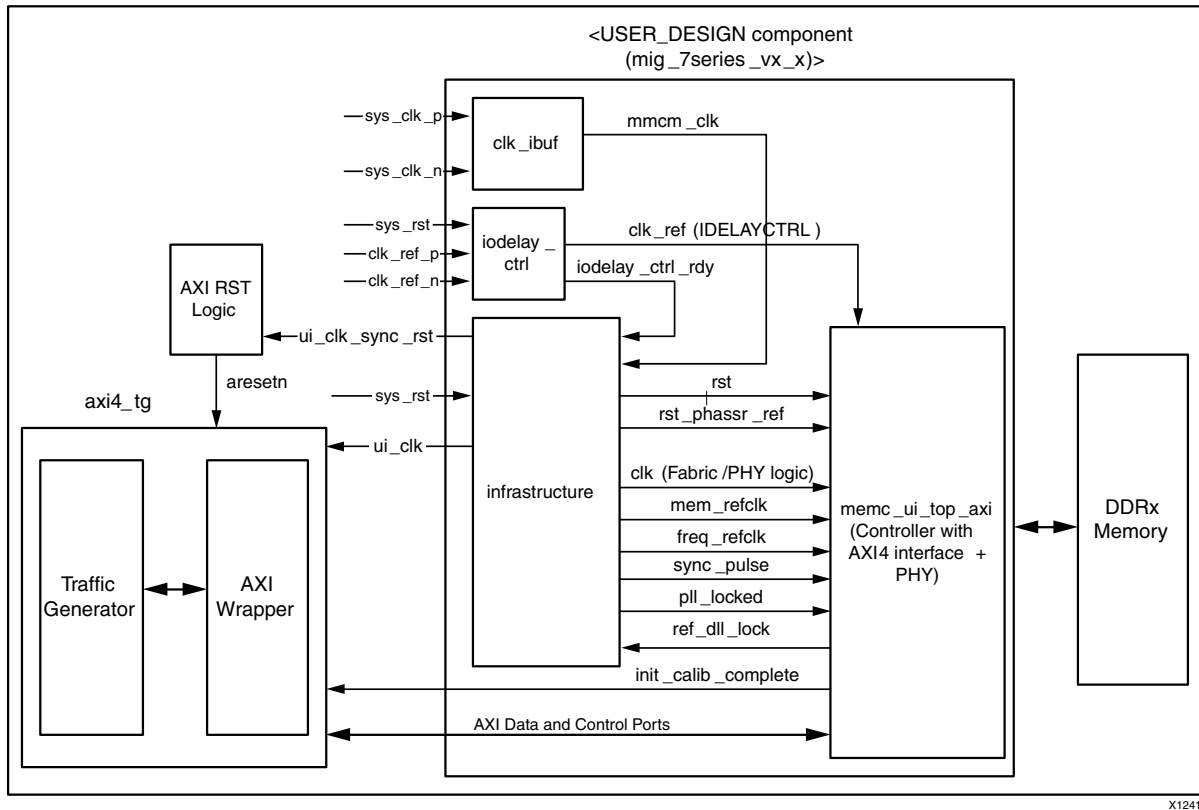 <USER_DESIGN component
(mig_7series_vx_x)>
sys_clk_p
clk_ibuf
mmcm_clk
sys_clk_n
sys_rst
iodelay_
ctrl
clk_ref (IDELAYCTRL)
clk_ref_p
iodelay_ctrl_rdy
clk_ref_n
AXI RST
Logic
ui_clk_sync_rst
aresetn
sys_rst
rst
axi4_tg
rst_phassr_ref
ui_clk
infrastructure
clk (Fabric/PHY logic)
mem_refclk
freq_refclk
sync_pulse
pll_locked
ref_dll_lock
memc_ui_top_axi
(Controller with
AXI4 interface +
PHY)
DDRx
Memory
Traffic
Generator
AXI
Wrapper
init_calib_complete
AXI Data and Control Ports